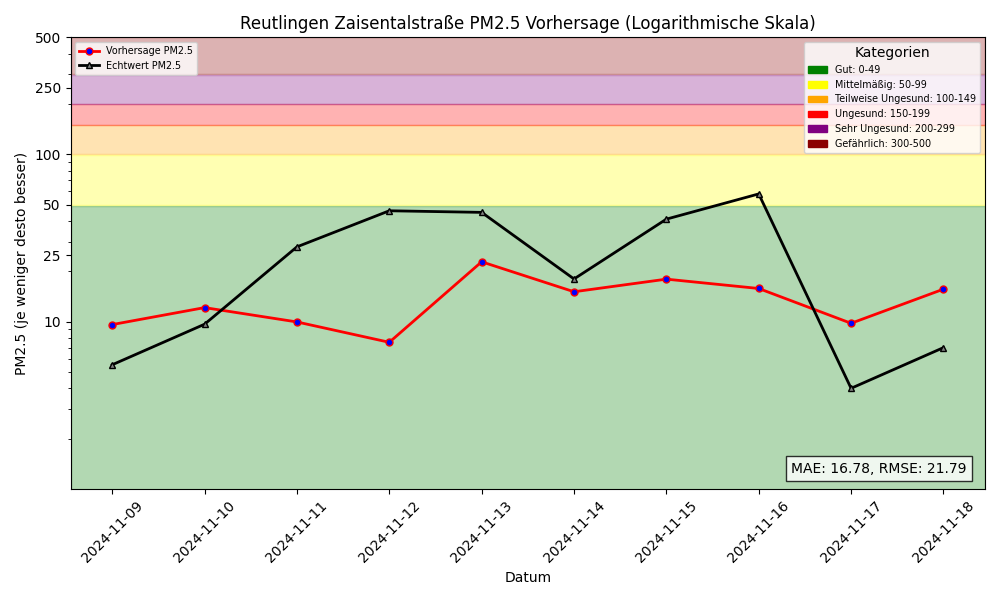 Reutlingen Zaisentalstraße PM2.5 Vorhersage (Logarithmische Skala)
Vorhersage PM2.5
Echtwert PM2.5
Kategorien
Gut: 0-49
Mittelmäßig: 50-99
Teilweise Ungesund: 100-149
Ungesund: 150-199
Sehr Ungesund: 200-299
Gefährlich: 300-500
PM2.5 (je weniger desto besser)
500
250
100
50
25
10
MAE: 16.78, RMSE: 21.79
2024-11-09
2024-11-10
2024-11-11
2024-11-12
2024-11-13
2024-11-14
2024-11-15
2024-11-16
2024-11-17
2024-11-18
Datum